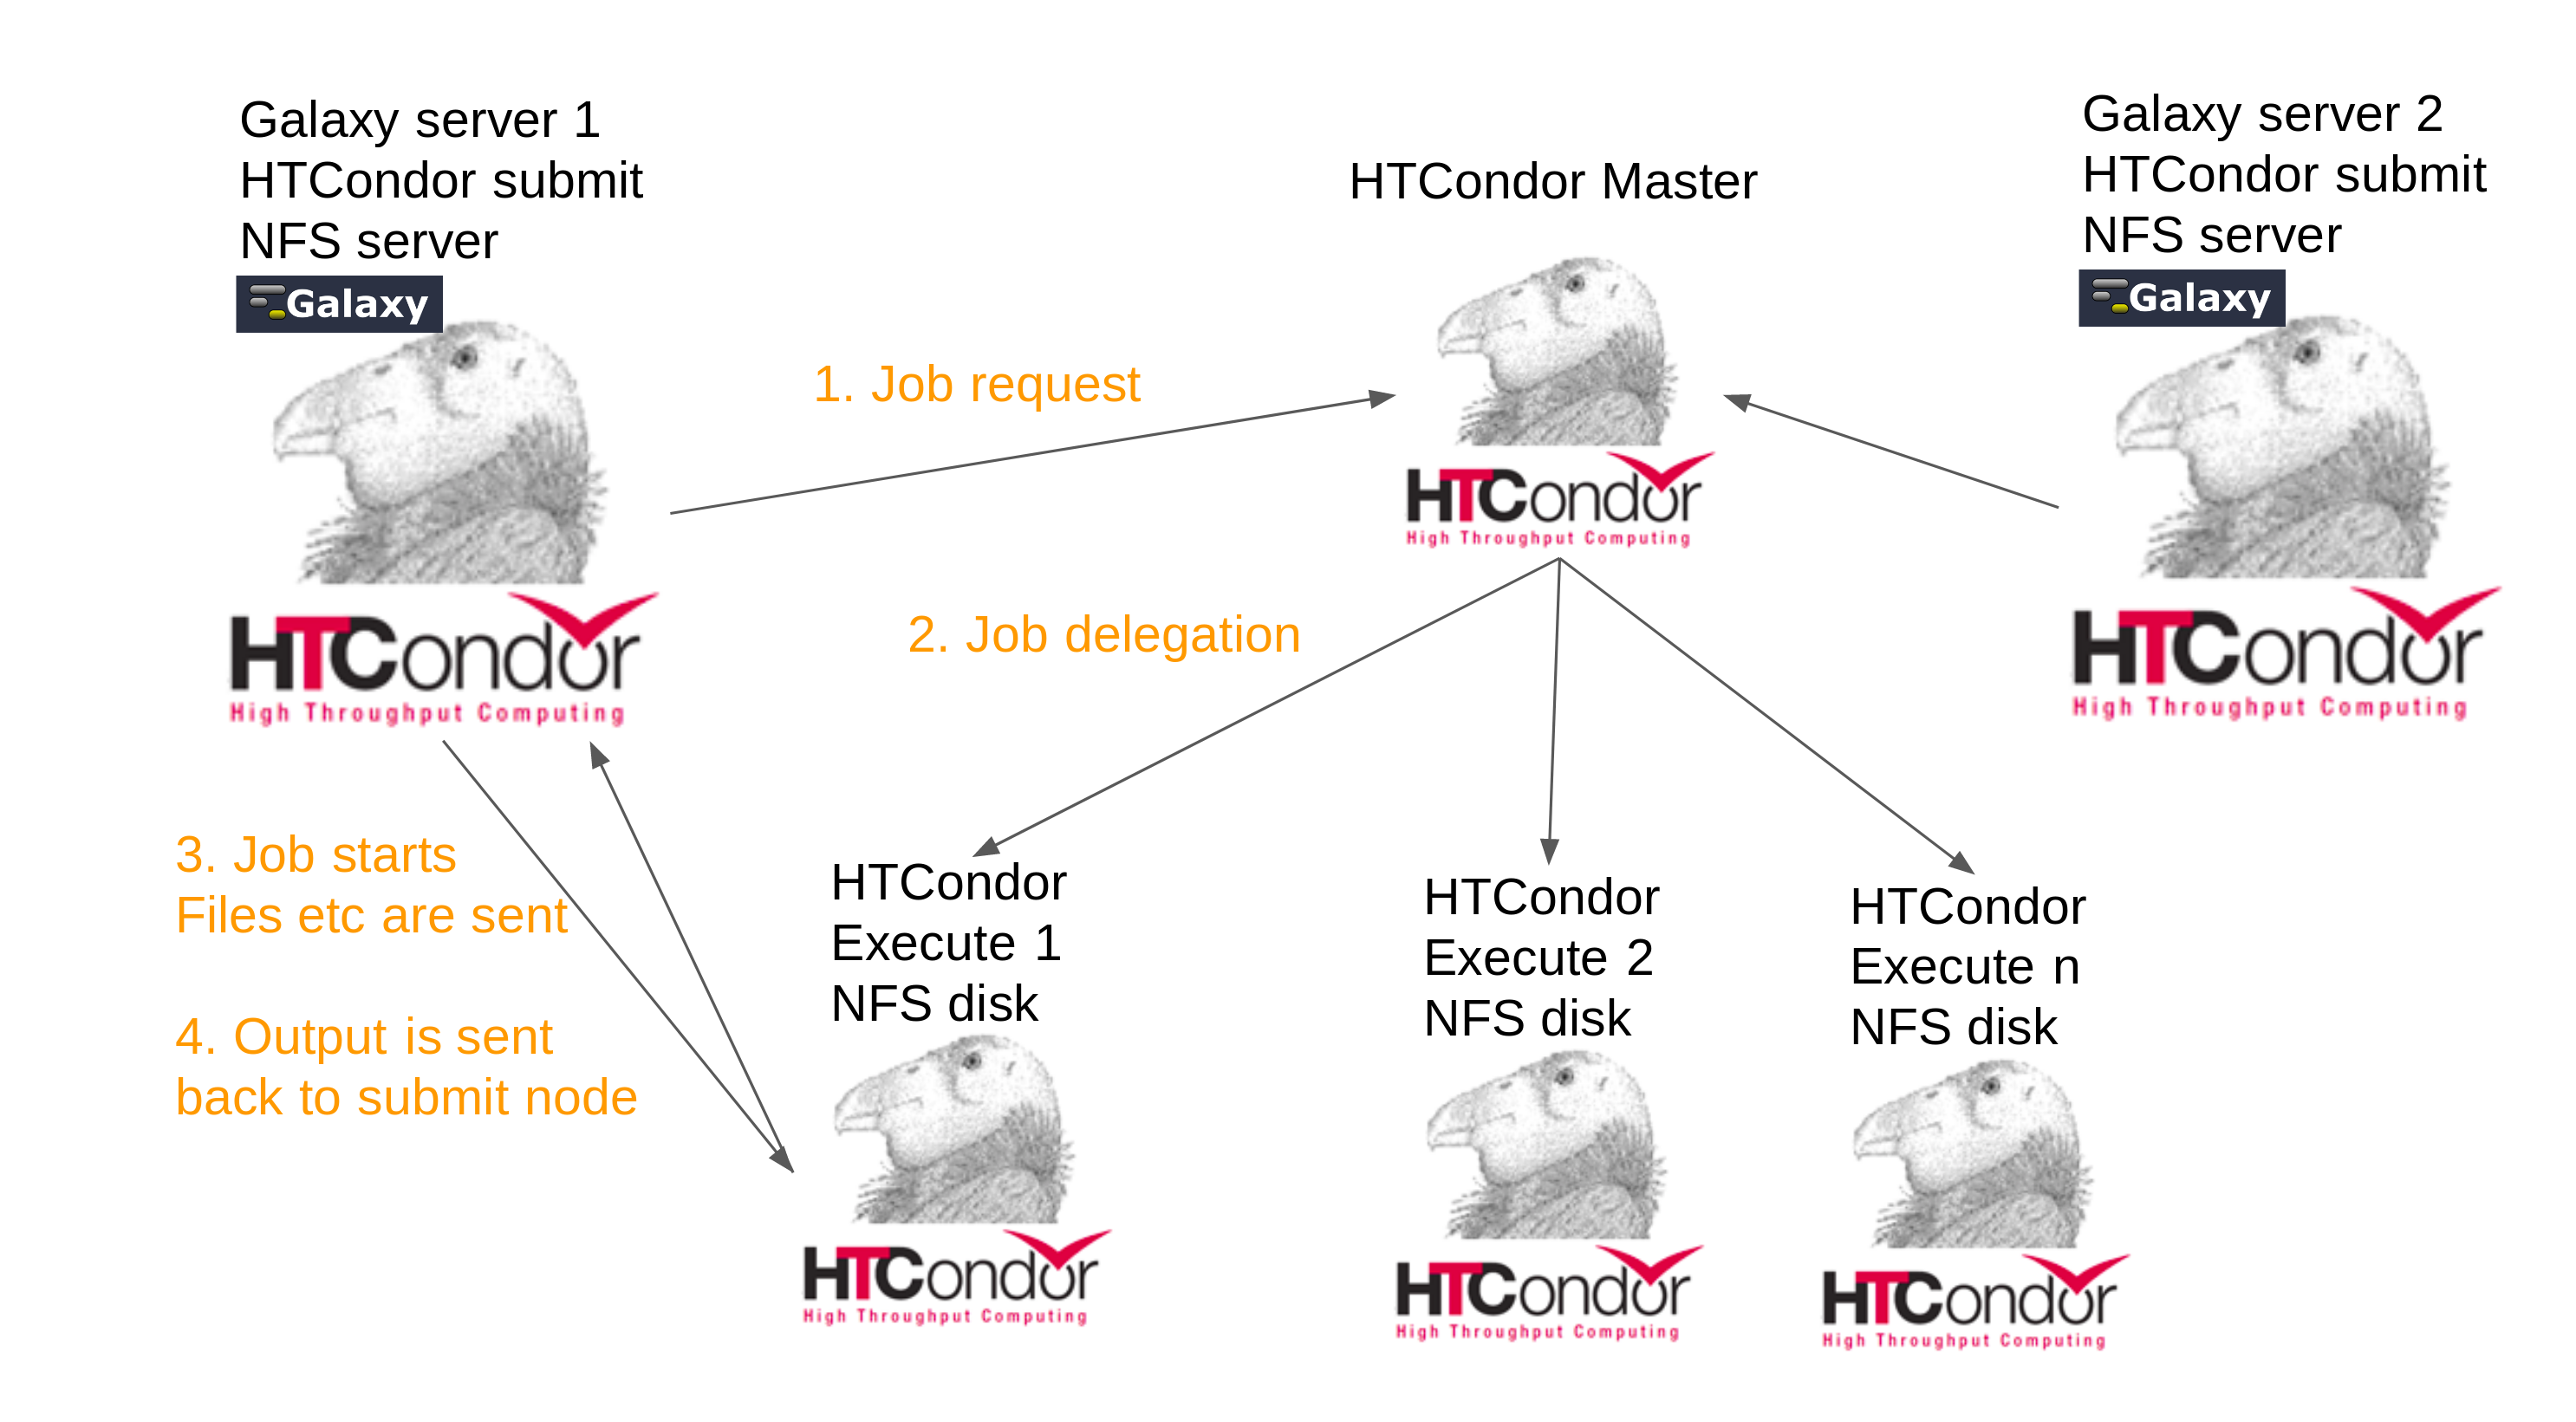 Galaxy server 1
HTCondor submit
NFS server
Galaxy
HTCondor
High Throughput Computing
1. Job request
HTCondor Master
HTCondor
High Throughput Computing
Galaxy server 2
HTCondor submit
NFS server
Galaxy
HTCondor
High Throughput Computing
2. Job delegation
3. Job starts
Files etc are sent
4. Output is sent
back to submit node
HTCondor
Execute 1
NFS disk
HTCondor
High Throughput Computing
HTCondor
Execute 2
NFS disk
HTCondor
High Throughput Computing
HTCondor
Execute n
NFS disk
HTCondor
High Throughput Computing